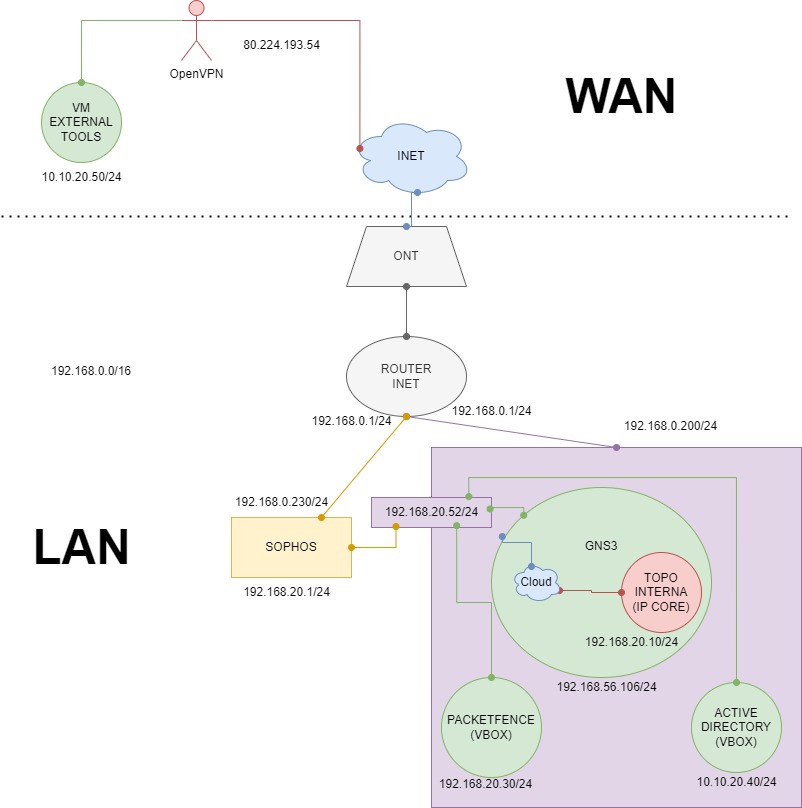 80.224.193.54
OpenVPN
WAN
VM
EXTERNAL
TOOLS
10.10.20.50/24
INET
ONT
192.168.0.0/16
ROUTER
INET
192.168.0.1/24
192.168.0.1/24
192.168.0.200/24
192.168.0.230/24
192.168.20.52/24
LAN
SOPHOS
192.168.20.1/24
GNS3
Cloud
TOPO
INTERNA
(IP CORE)
192.168.20.10/24
192.168.56.106/24
PACKETFENCE
(VBOX)
192.168.20.30/24
ACTIVE
DIRECTORY
(VBOX)
10.10.20.40/24